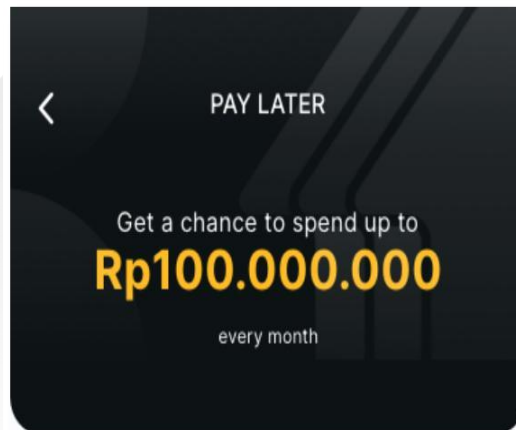 PAY LATER
Get a chance to spend up to
Rp100.000.000
every month